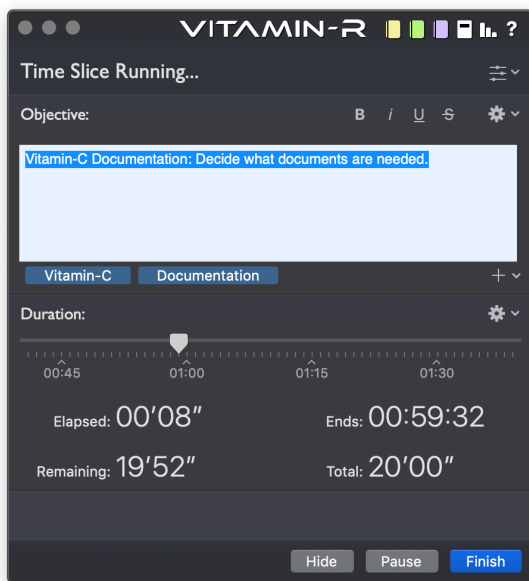 VITAMIN-R ?
Time Slice Running...
Objective: B i U S
Vitamin-C Documentation: Decide what documents are needed.
Vitamin-C Documentation
Duration:
00:45 01:00 01:15 01:30
Elapsed: 00'08" Ends: 00:59:32
Remaining: 19'52" Total: 20'00"
Hide Pause Finish